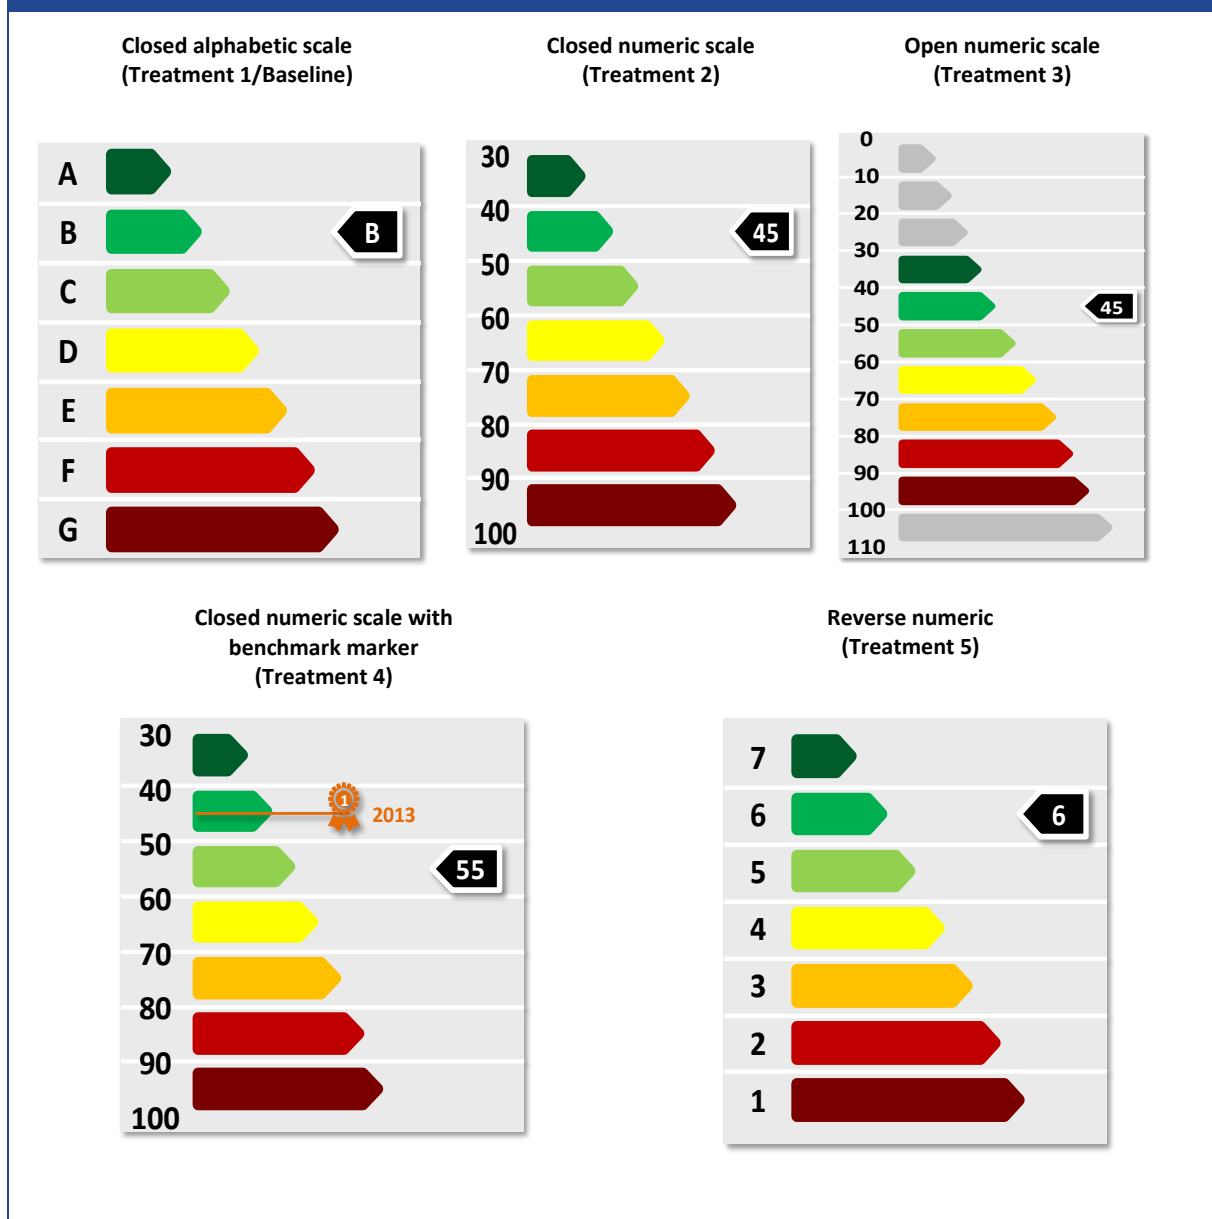 Closed alphabetic scale
(Treatment 1/Baseline)
A
B
B
C
D
E
F
G
Closed numeric scale
(Treatment 2)
30
40
45
50
60
70
80
90
100
Open numeric scale
(Treatment 3)
0
10
20
30
40
45
50
60
70
80
90
100
110
Closed numeric scale with
benchmark marker
(Treatment 4)
30
40
1
2013
50
55
60
70
80
90
100
Reverse numeric
(Treatment 5)
7
6
6
5
4
3
2
1